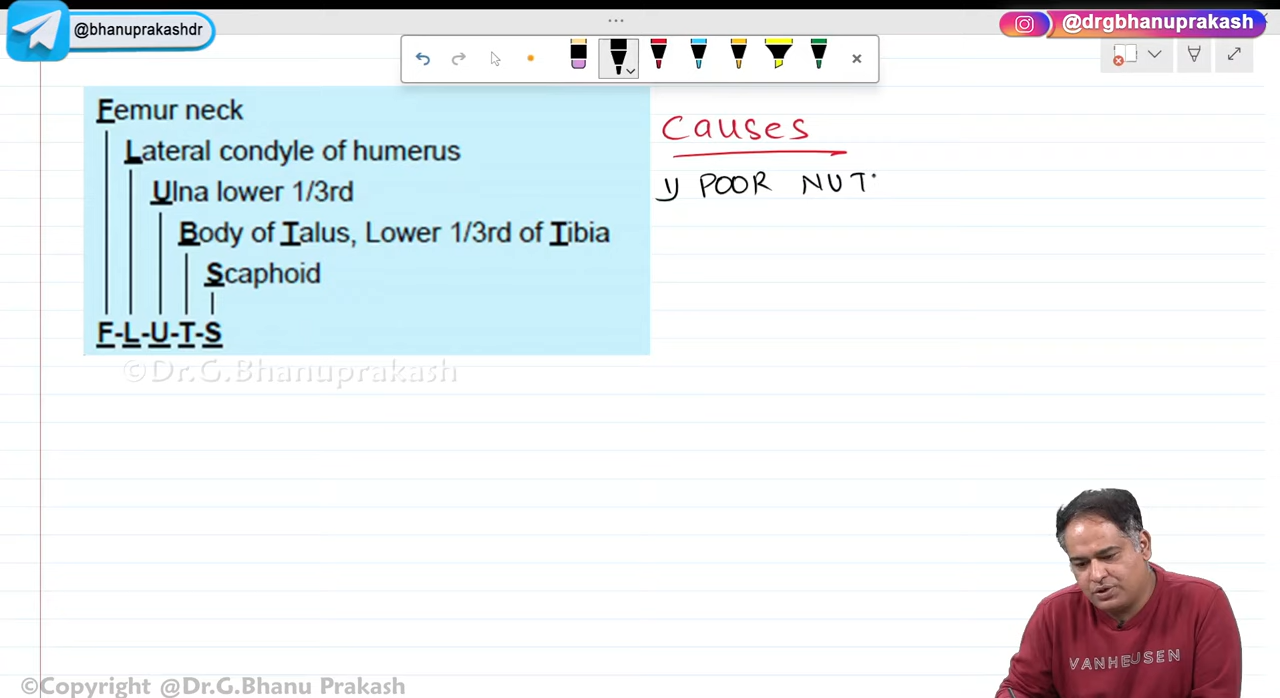 @bhanuprakashdr
@drgbhanuprakash
Femur neck
Lateral condyle of humerus
Ulna lower 1/3rd
Body of Talus, Lower 1/3rd of Tibia
Scaphoid
F-L-U-T-S
Causes
1) POOR NUT
©Dr.G.Bhanuprakash
VANHEUSEN
©Copyright @Dr.G.Bhanu Prakash